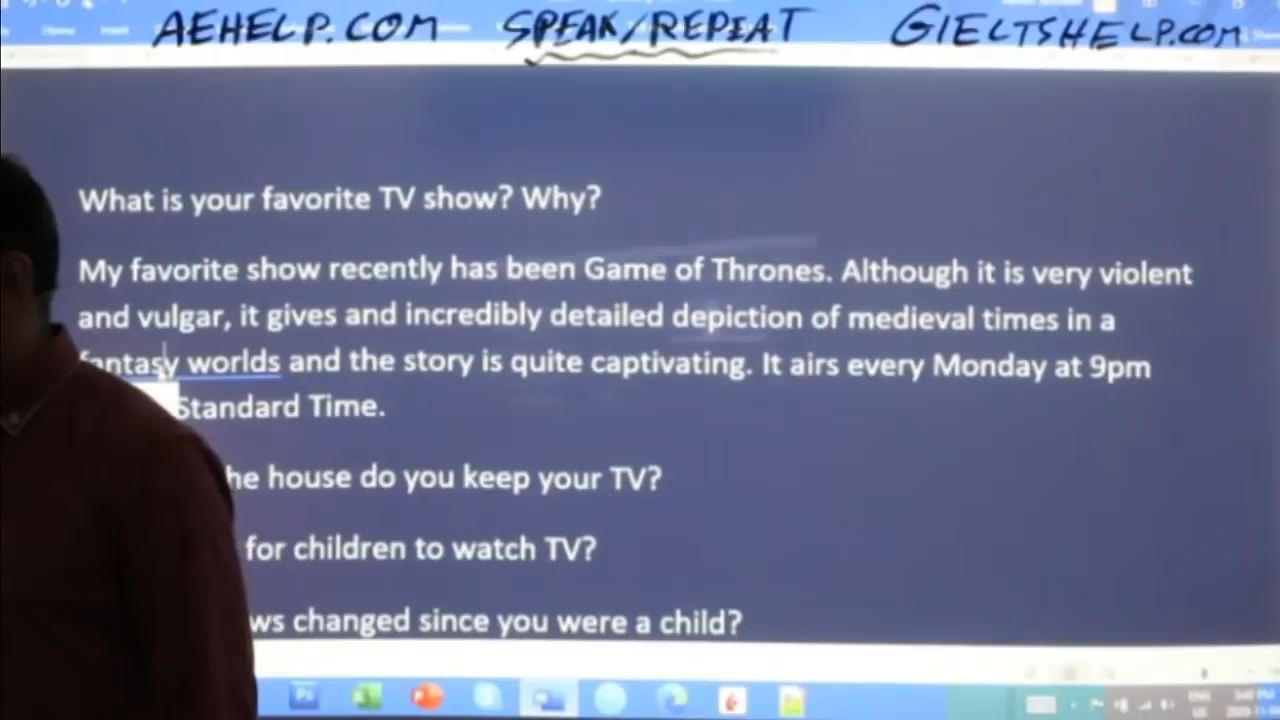 AEHELP.COM SPEAK/REPEAT GIELTSHELP.COM
What is your favorite TV show? Why?
My favorite show recently has been Game of Thrones. Although it is very violent
and vulgar, it gives and incredibly detailed depiction of medieval times in a
fantasy worlds and the story is quite captivating. It airs every Monday at 9pm
Standard Time.
he house do you keep your TV?
for children to watch TV?
ws changed since you were a child?